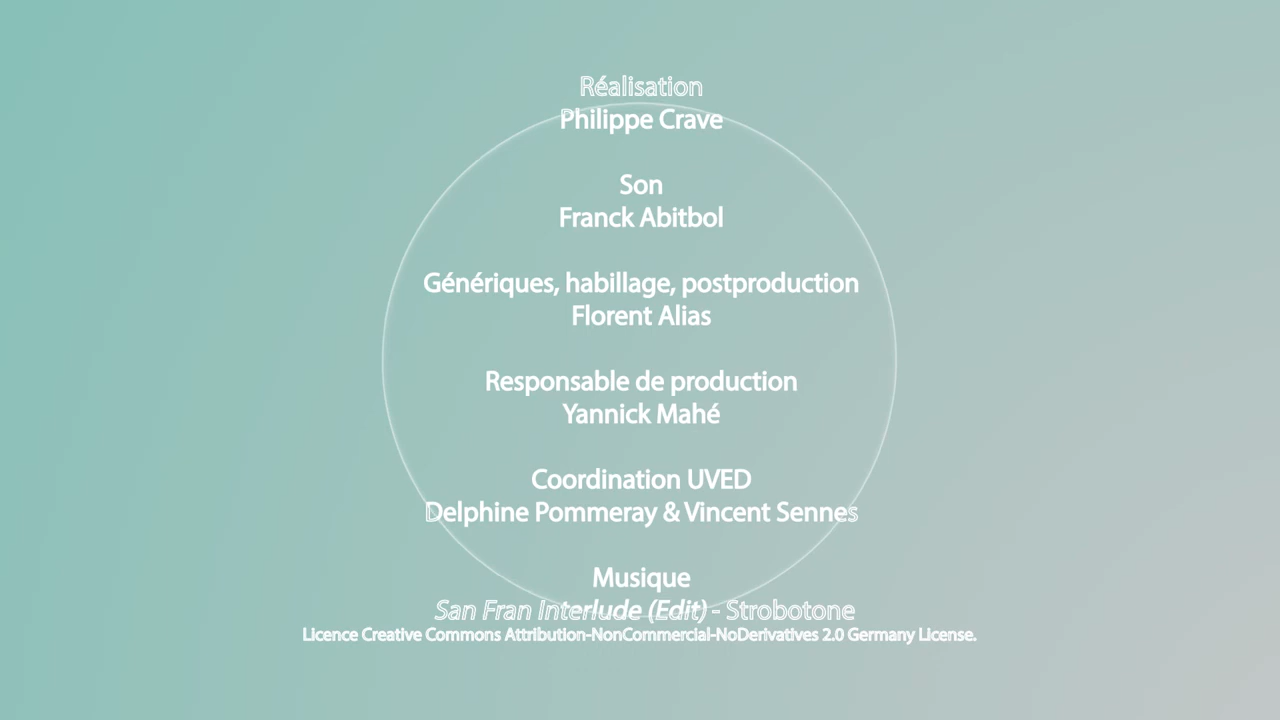 Réalisation
Philippe Crave
Son
Franck Abitbol
Génériques, habillage, postproduction
Florent Alias
Responsable de production
Yannick Mahé
Coordination UVED
Delphine Pommeray & Vincent Sennes
Musique
San Fran Interlude (Edit) - Strobotone
Licence Creative Commons Attribution-NonCommercial-NoDerivatives 2.0 Germany License.